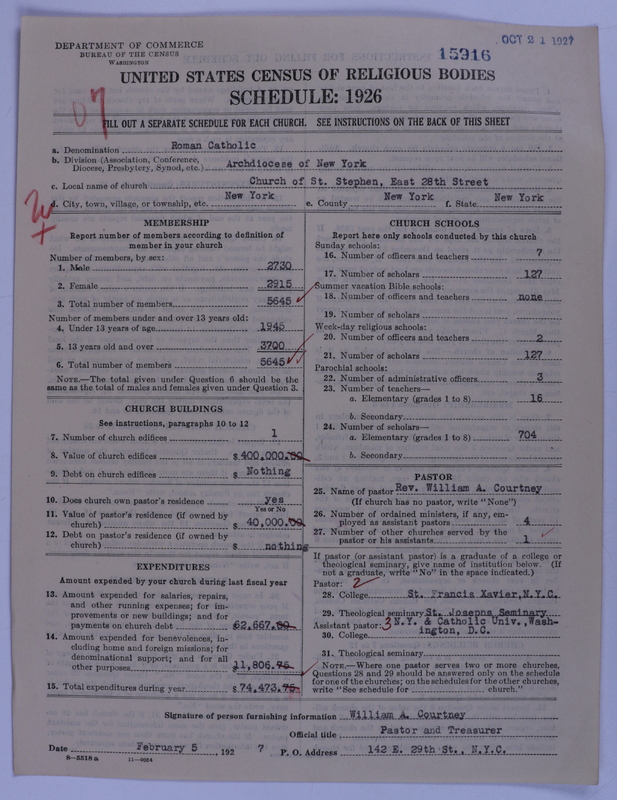 DEPARTMENT OF COMMERCE
BUREAU OF THE CENSUS
WASHINGTON
15916
OCT 21 1927
UNITED STATES CENSUS OF RELIGIOUS BODIES
SCHEDULE: 1926
07
FILL OUT A SEPARATE SCHEDULE FOR EACH CHURCH. SEE INSTRUCTIONS ON THE BACK OF THIS SHEET
a. Denomination Roman Catholic
b. Division (Association, Conference, Diocese, Presbytery, Synod, etc.) Archdiocese of New York
c. Local name of church Church of St. Stephen, East 28th Street
d. City, town, village, or township, etc. New York e. County New York f. State New York
MEMBERSHIP
Report number of members according to definition of
member in your church
Number of members, by sex:
1. Male 2730
2. Female 2915
3. Total number of members 5645
Number of members under and over 13 years old:
4. Under 13 years of age 1945
5. 13 years old and over 3700
6. Total number of members 5645
NOTE.—The total given under Question 6 should be the
same as the total of males and females given under Question 3.
CHURCH BUILDINGS
See instructions, paragraphs 10 to 12
7. Number of church edifices 1
8. Value of church edifices $400,000.00
9. Debt on church edifices $ Nothing
10. Does church own pastor's residence yes
Yes or No
11. Value of pastor's residence (if owned by
church) $ 40,000.00
12. Debt on pastor's residence (if owned by
church) $ nothing
EXPENDITURES
Amount expended by your church during last fiscal year
13. Amount expended for salaries, repairs,
and other running expenses; for im-
provements or new buildings; and for
payments on church debt $62,667.00
14. Amount expended for benevolences, in-
cluding home and foreign missions; for
denominational support; and for all
other purposes $11,806.75
15. Total expenditures during year $ 74,473.75
CHURCH SCHOOLS
Report here only schools conducted by this church
Sunday schools:
16. Number of officers and teachers 7
17. Number of scholars 127
Summer vacation Bible schools:
18. Number of officers and teachers none
19. Number of scholars
Week-day religious schools:
20. Number of officers and teachers 2
21. Number of scholars 127
Parochial schools:
22. Number of administrative officers 3
23. Number of teachers—
a. Elementary (grades 1 to 8) 16
b. Secondary
24. Number of scholars—
a. Elementary (grades 1 to 8) 704
b. Secondary
PASTOR
25. Name of pastor Rev. William A. Courtney
(If church has no pastor, write "None")
26. Number of ordained ministers, if any, em-
ployed as assistant pastors 4
27. Number of other churches served by the
pastor or his assistants 1
If pastor (or assistant pastor) is a graduate of a college or
theological seminary, give name of institution below. (If
not a graduate, write "No" in the space indicated.)
Pastor: 2
28. College St. Francis Xavier,N.Y.C.
29. Theological seminary St. Josephs Seminary
Assistant pastor: 3 N.Y. & Catholic Univ., Wash-
30. College ington, D.C.
31. Theological seminary
NOTE.—Where one pastor serves two or more churches,
Questions 28 and 29 should be answered only on the schedule
for one of the churches; on the schedules for the other churches,
write "See schedule for church."
Signature of person furnishing information William A. Courtney
Official title Pastor and Treasurer
Date February 5 192 7 P. O. Address 142 E. 29th St., N.Y.C.
8—5518 a 11—9054